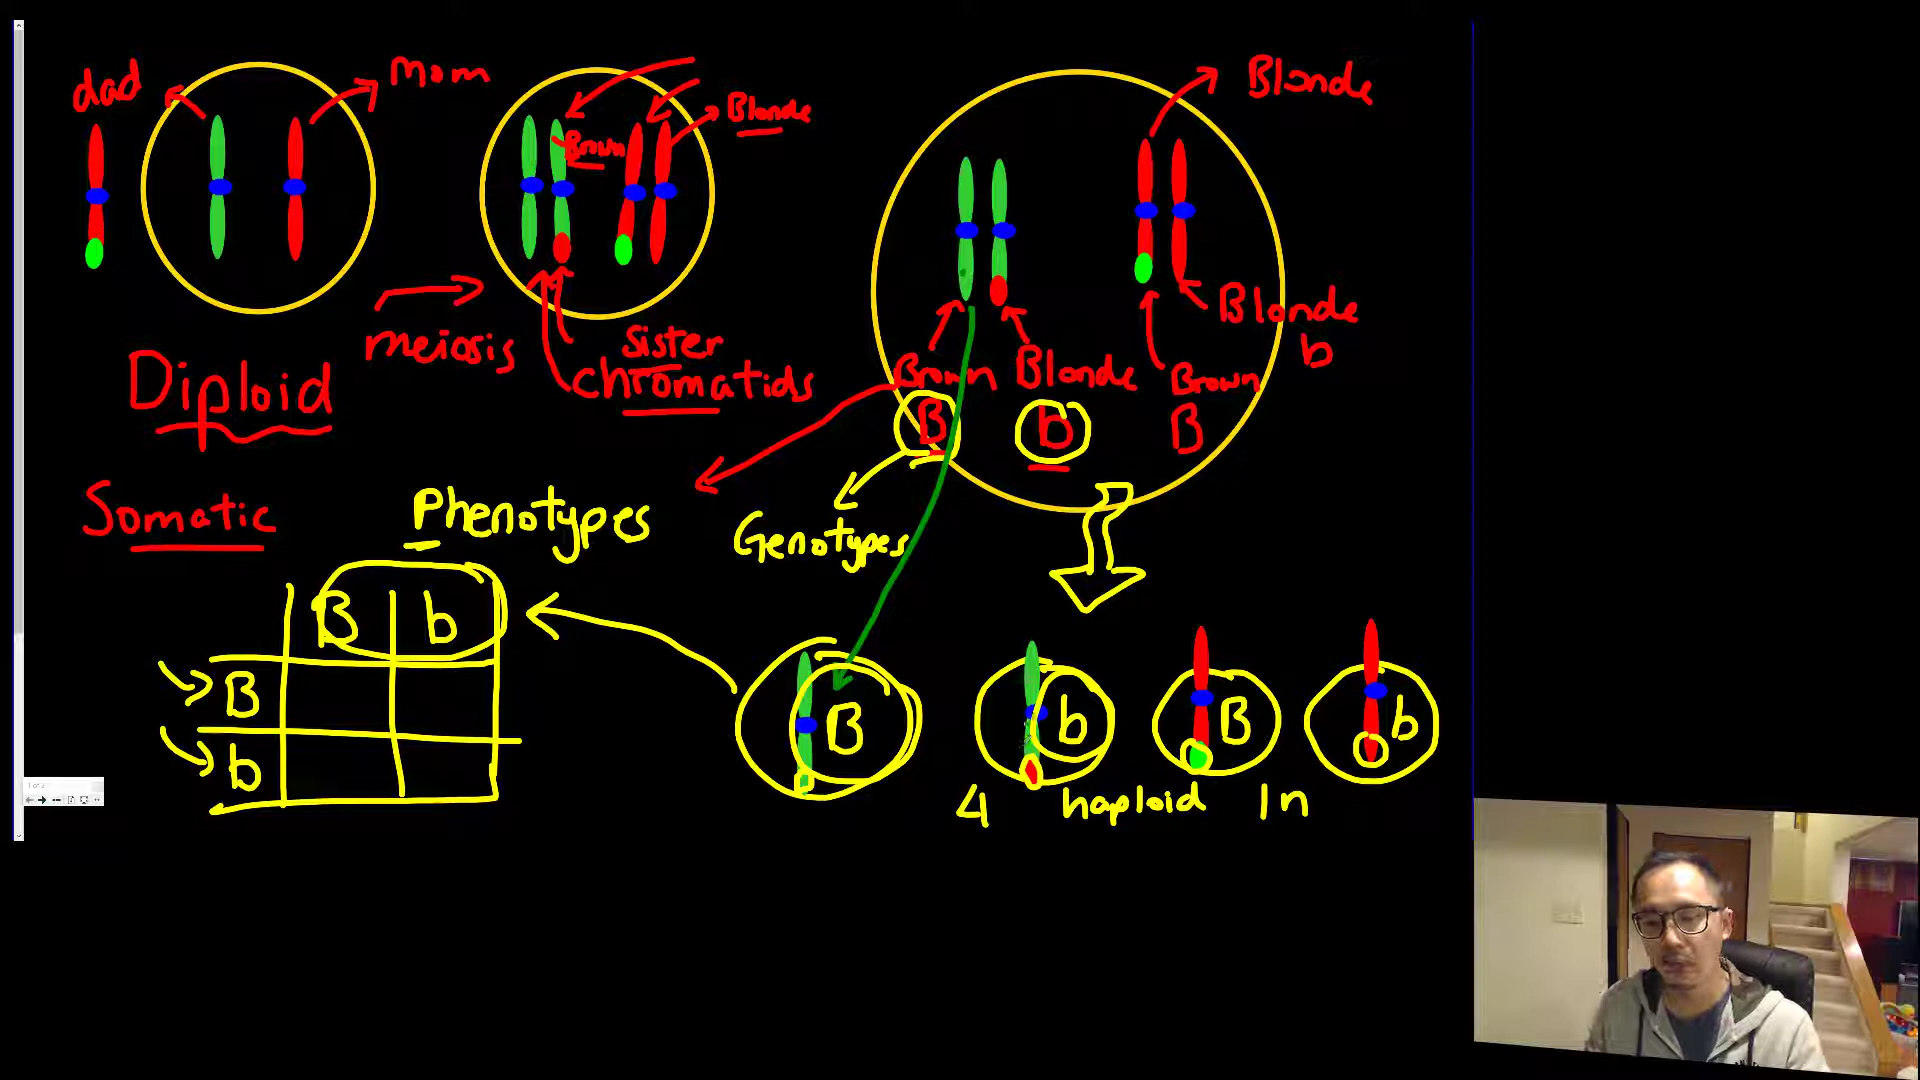 dad
Mom
Blonde
Brown
Blonde
meiosis
Sister
chromatids
Diploid
Somatic
Brown Blonde
B b
Blonde
b
Brown
B
Phenotypes
Genotypes
B b
B
b
B b B b
4 haploid 1n